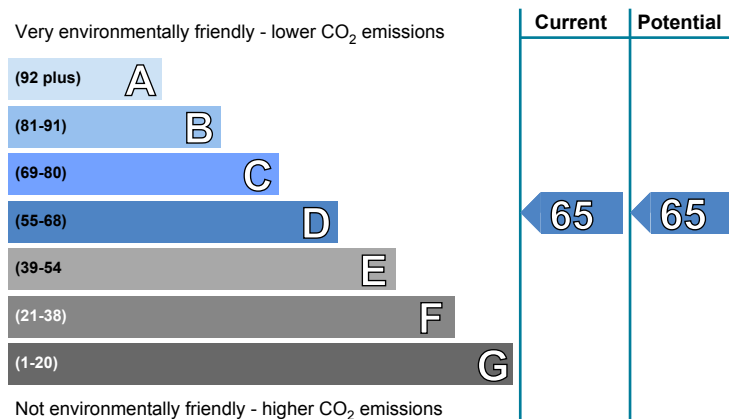 Very environmentally friendly - lower CO2 emissions
Current
Potential
(92 plus) A
(81-91) B
(69-80) C
(55-68) D
65
65
(39-54 E
(21-38) F
(1-20) G
Not environmentally friendly - higher CO2 emissions